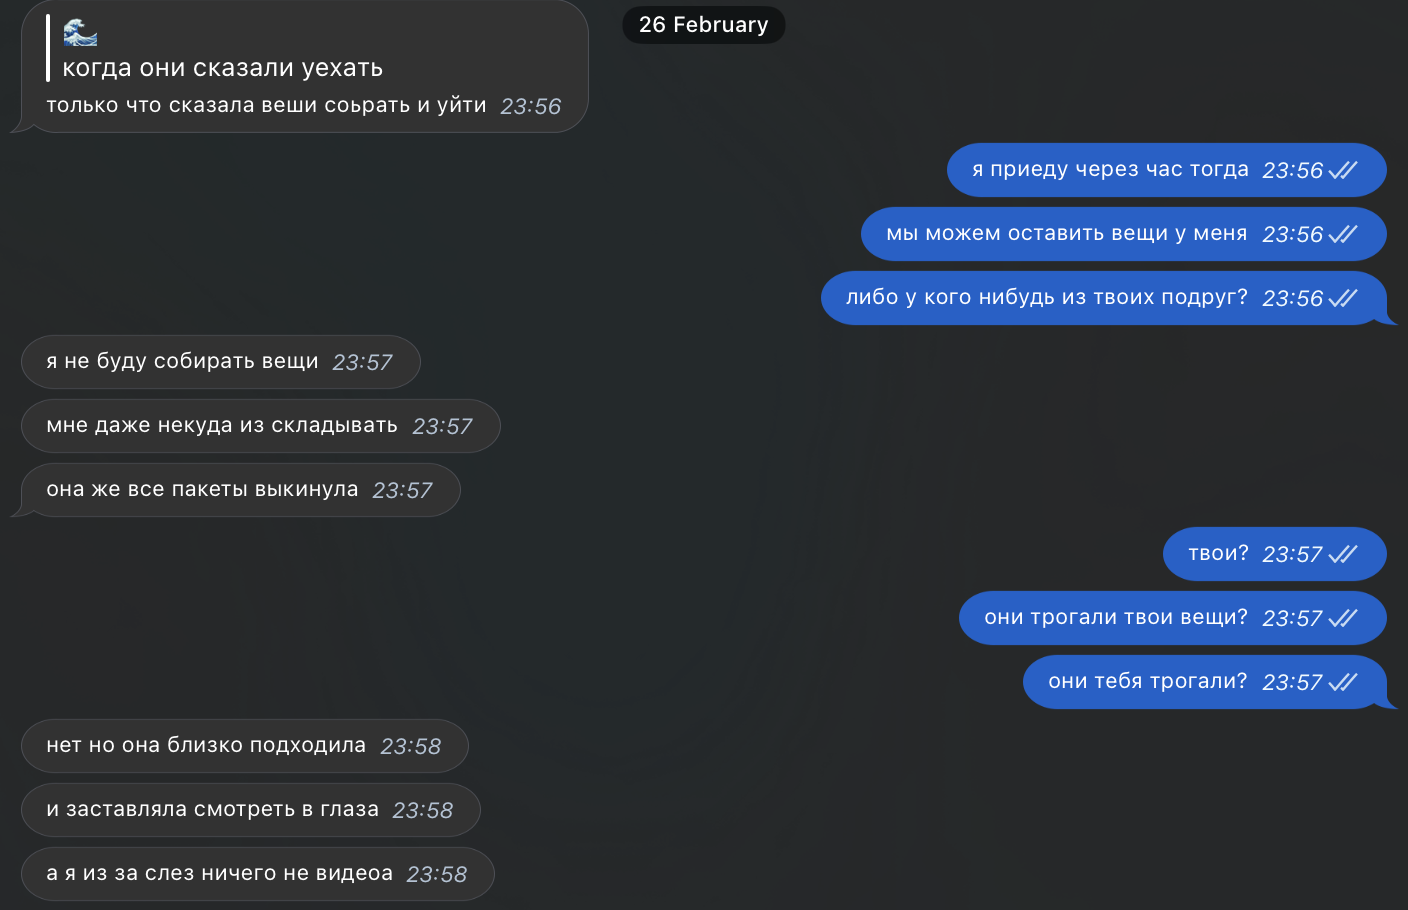 26 February
🌊
когда они сказали уехать
только что сказала веши соьрать и уйти 23:56
я приеду через час тогда 23:56
мы можем оставить вещи у меня 23:56
либо у кого нибудь из твоих подруг? 23:56
я не буду собирать вещи 23:57
мне даже некуда из складывать 23:57
она же все пакеты выкинула 23:57
твои? 23:57
они трогали твои вещи? 23:57
они тебя трогали? 23:57
нет но она близко подходила 23:58
и заставляла смотреть в глаза 23:58
а я из за слез ничего не видеоа 23:58